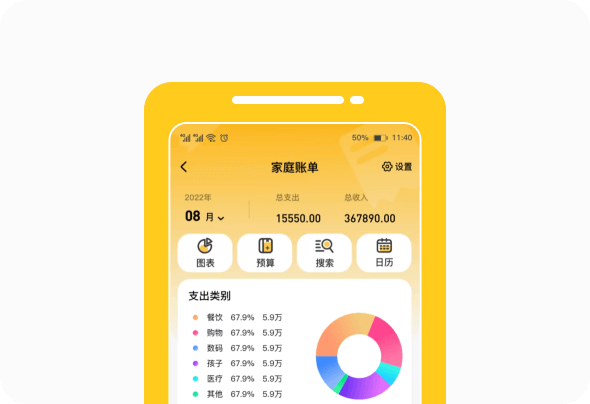 4G 4G 50% 11:40
家庭账单 设置
2022年 总支出 总收入
08 月 15550.00 367890.00
图表 预算 搜索 日历
支出类别
餐饮 67.9% 5.9万
购物 67.9% 5.9万
数码 67.9% 5.9万
孩子 67.9% 5.9万
医疗 67.9% 5.9万
其他 67.9% 5.9万